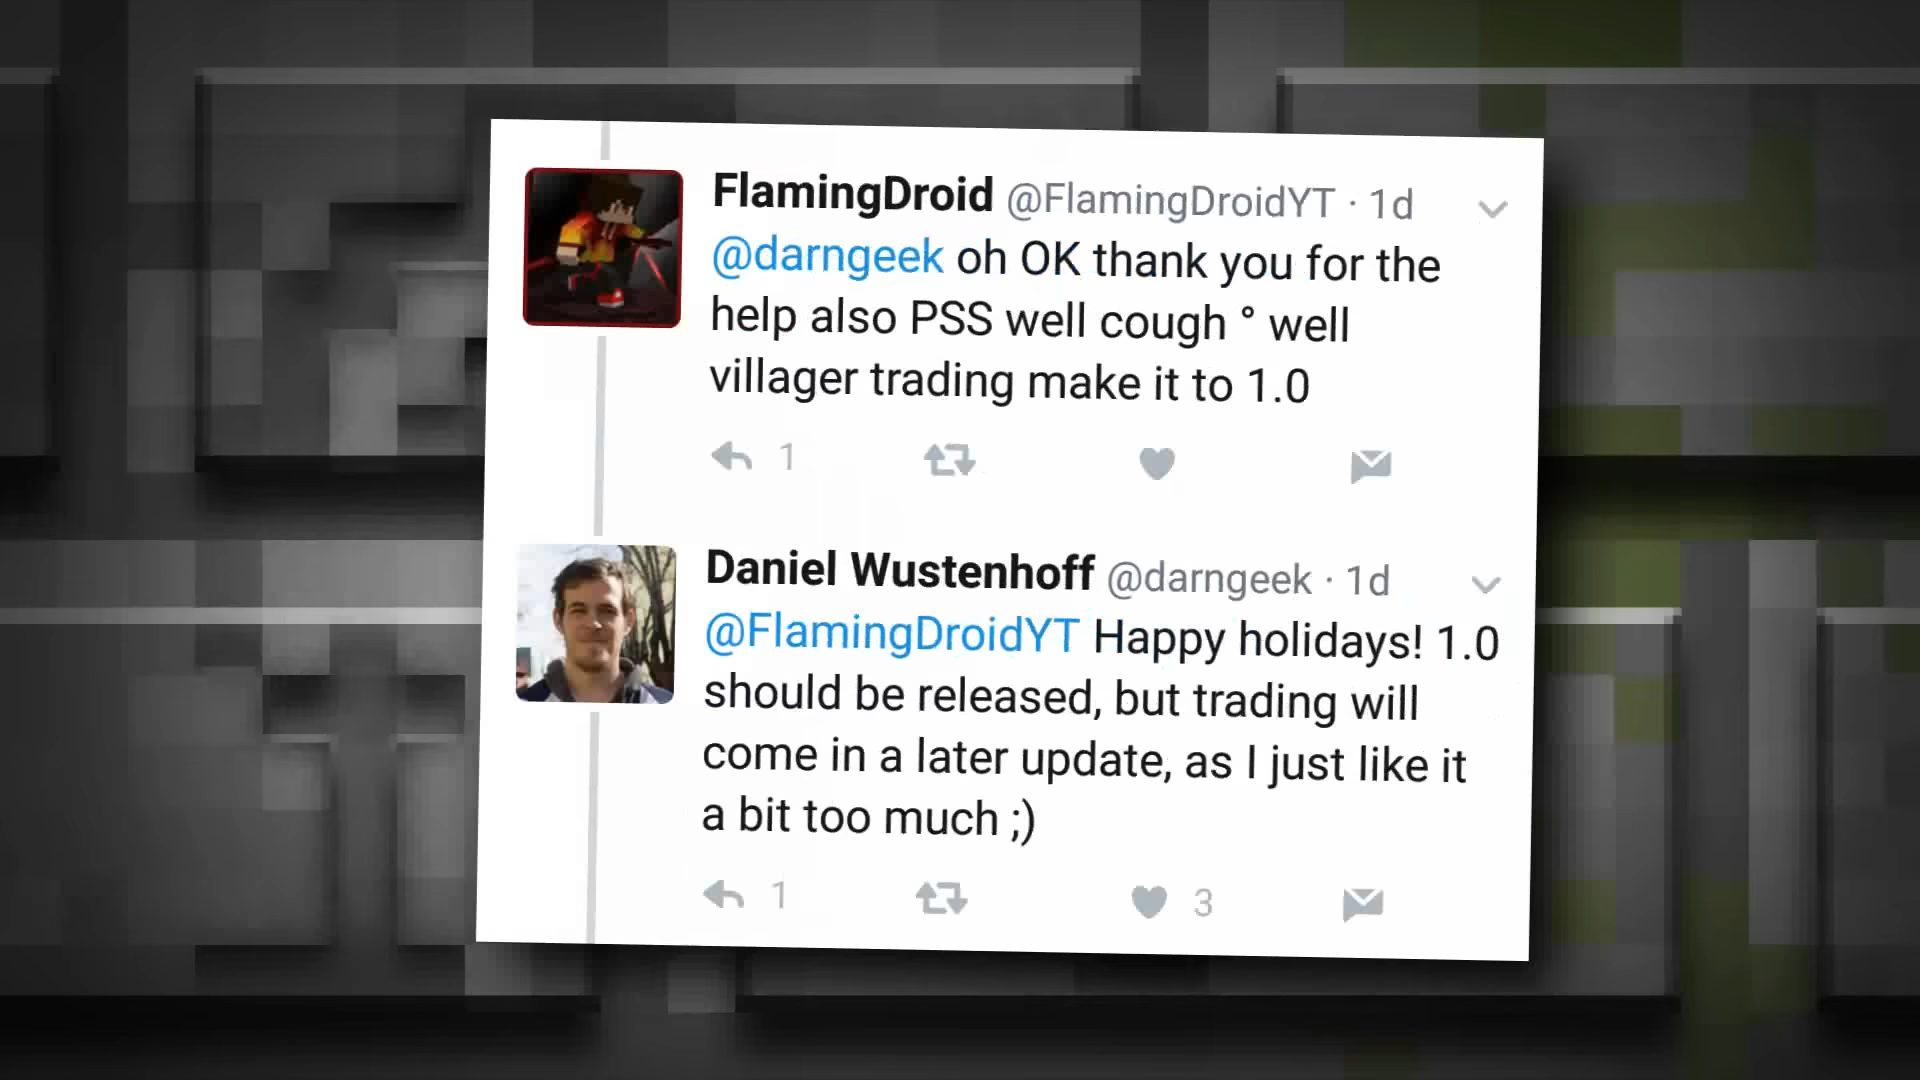 FlamingDroid @FlamingDroidYT · 1d
@darngeek oh OK thank you for the
help also PSS well cough ° well
villager trading make it to 1.0
1
Daniel Wustenhoff @darngeek · 1d
@FlamingDroidYT Happy holidays! 1.0
should be released, but trading will
come in a later update, as I just like it
a bit too much ;)
1 3